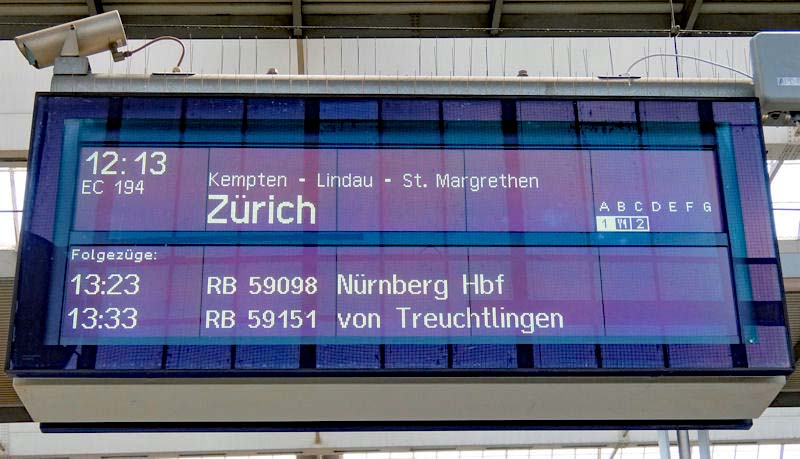 12:13
EC 194
Kempten - Lindau - St. Margrethen
Zürich
A B C D E F G
1 2
Folgezüge:
13:23 RB 59098 Nürnberg Hbf
13:33 RB 59151 von Treuchtlingen